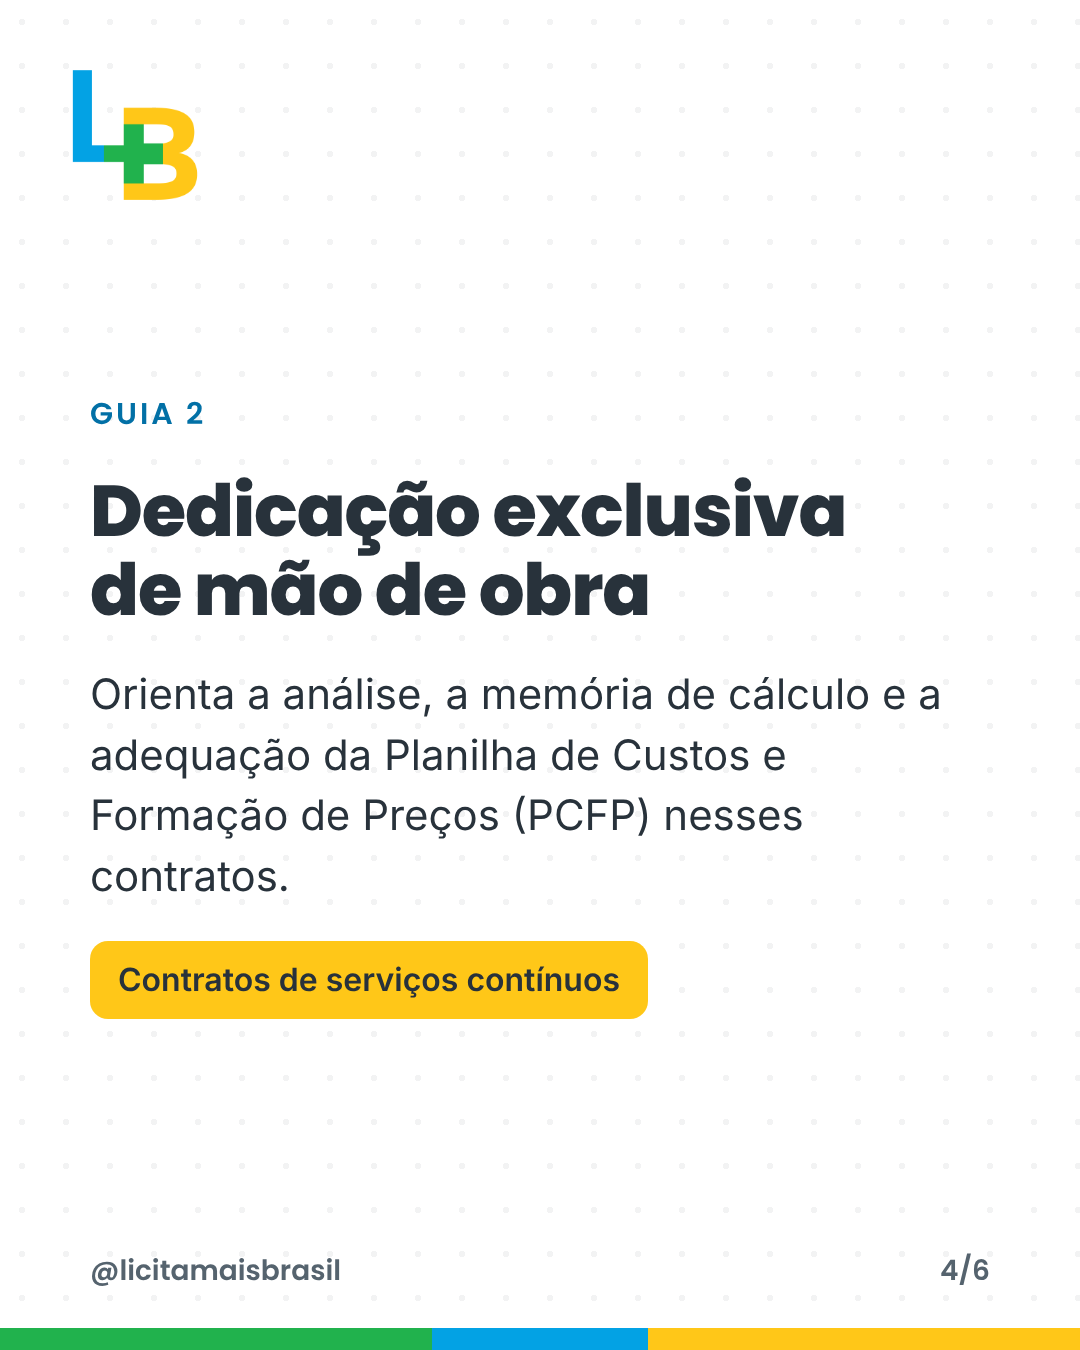 L+B
GUIA 2
Dedicação exclusiva
de mão de obra
Orienta a análise, a memória de cálculo e a
adequação da Planilha de Custos e
Formação de Preços (PCFP) nesses
contratos.
Contratos de serviços contínuos
@licitamaisbrasil
4/6